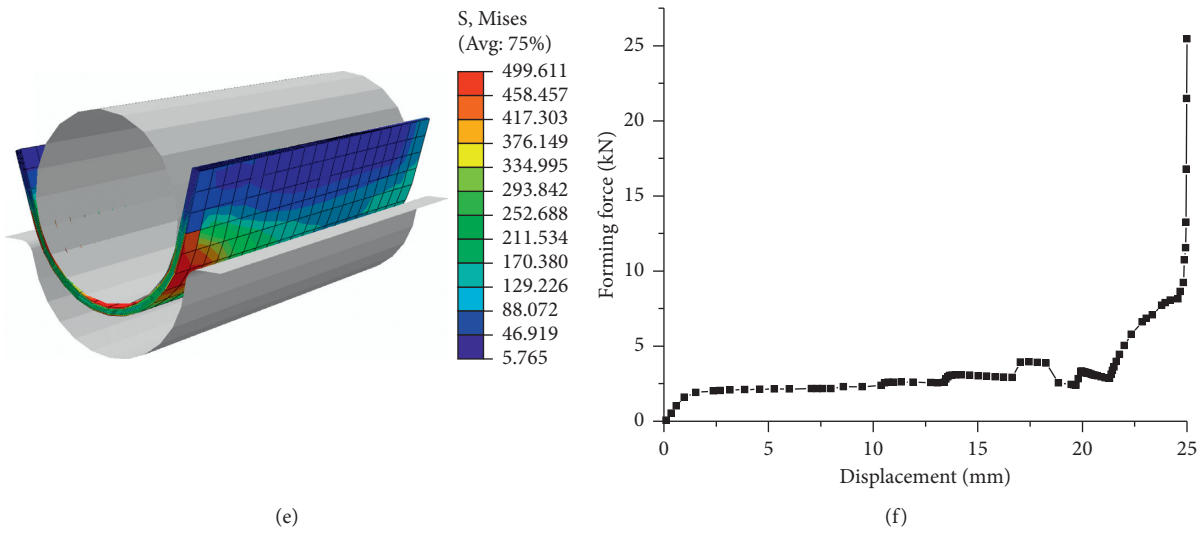 S, Mises
(Avg: 75%)
499.611
458.457
417.303
376.149
334.995
293.842
252.688
211.534
170.380
129.226
88.072
46.919
5.765
(e)
Forming force (kN)
25
20
15
10
5
0
0 5 10 15 20 25
Displacement (mm)
(f)